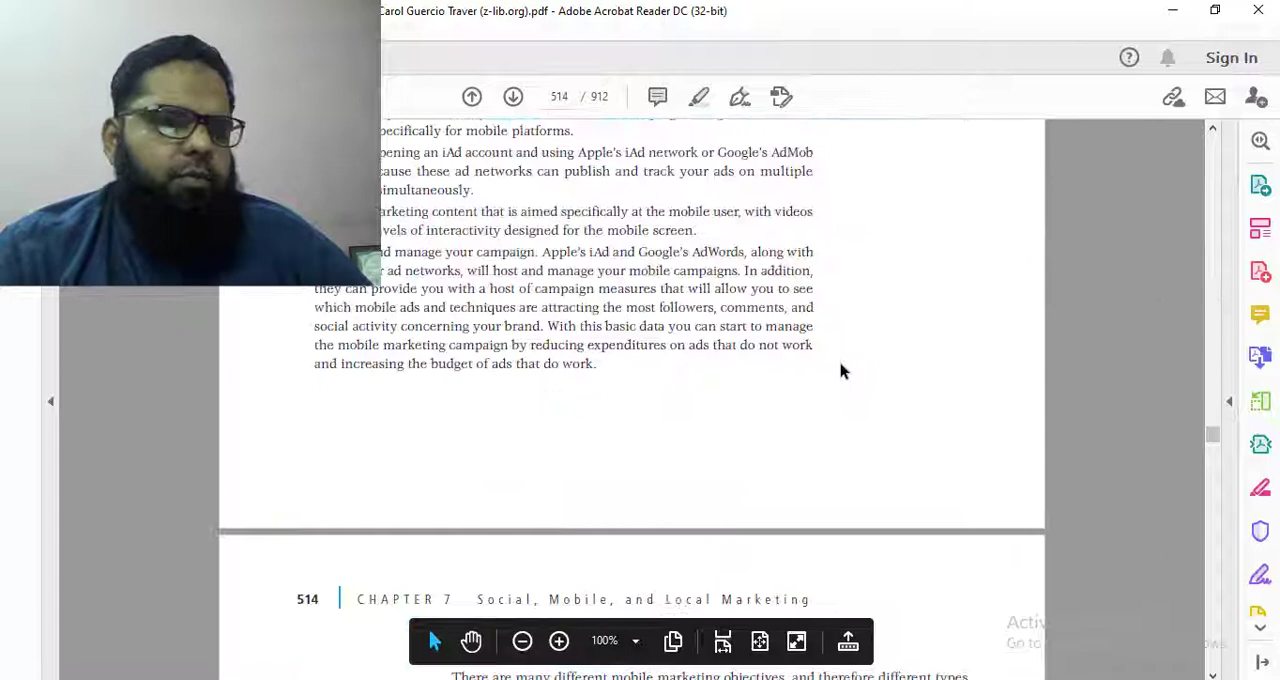 Carol Guercio Traver (z-lib.org).pdf - Adobe Acrobat Reader DC (32-bit)
Sign In
514 / 912
pecifically for mobile platforms.
pening an iAd account and using Apple's iAd network or Google's AdMob
cause these ad networks can publish and track your ads on multiple
simultaneously.
arketing content that is aimed specifically at the mobile user, with videos
vels of interactivity designed for the mobile screen.
nd manage your campaign. Apple's iAd and Google's AdWords, along with
r ad networks, will host and manage your mobile campaigns. In addition,
they can provide you with a host of campaign measures that will allow you to see
which mobile ads and techniques are attracting the most followers, comments, and
social activity concerning your brand. With this basic data you can start to manage
the mobile marketing campaign by reducing expenditures on ads that do not work
and increasing the budget of ads that do work.
514 CHAPTER 7 Social, Mobile, and Local Marketing
Activ
Go to
100%
There are many different mobile marketing objectives, and therefore different types